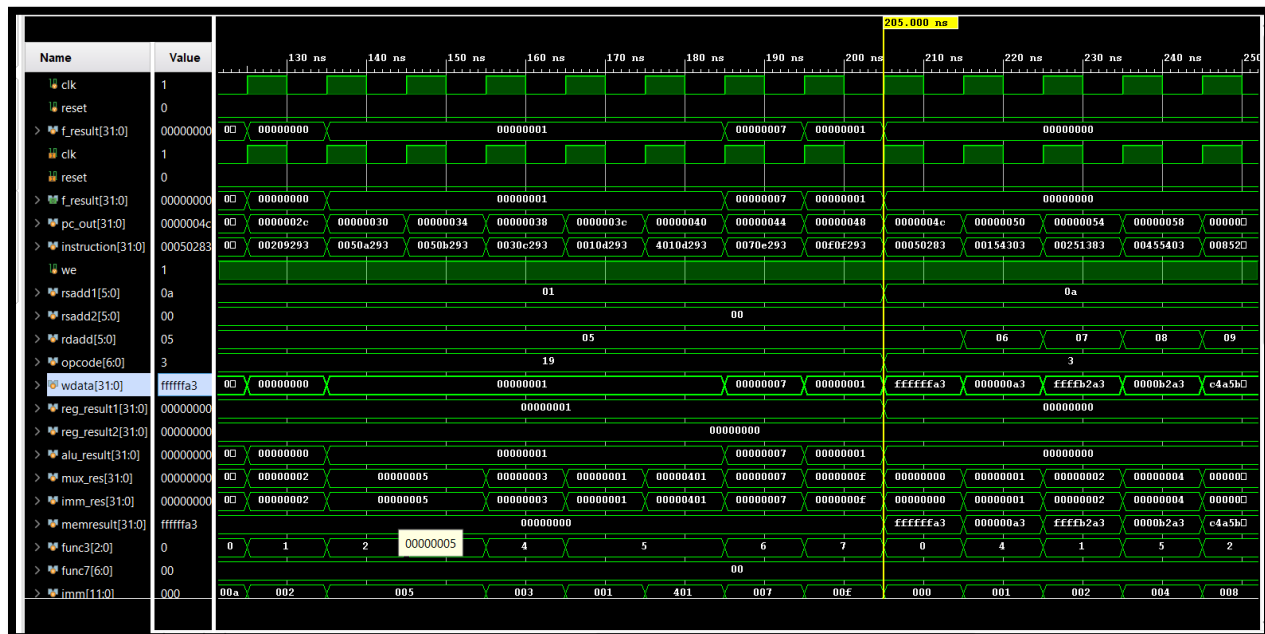 205.000 ns
Name Value 130 ns 140 ns 150 ns 160 ns 170 ns 180 ns 190 ns 200 ns 210 ns 220 ns 230 ns 240 ns 250
clk 1
reset 0
f_result[31:0] 00000000 00000000 00000001 00000007 00000001 00000000
clk 1
reset 0
f_result[31:0] 00000000 00000000 00000001 00000007 00000001 00000000
pc_out[31:0] 0000004c 0000002c 00000030 00000034 00000038 0000003c 00000040 00000044 00000048 0000004c 00000050 00000054 00000058 00000
instruction[31:0] 00050283 00209293 0050a293 0050b293 0030c293 0010d293 4010d293 0070e293 00f0f293 00050283 00154303 00251383 00455403 00852
we 1
rsadd1[5:0] 0a 01 0a
rsadd2[5:0] 00 00
rdadd[5:0] 05 05 06 07 08 09
opcode[6:0] 3 19 3
wdata[31:0] ffffffa3 00000000 00000001 00000007 00000001 ffffffa3 000000a3 ffffb2a3 0000b2a3 c4a5b
reg_result1[31:0] 00000000 00000001 00000000
reg_result2[31:0] 00000000 00000000
alu_result[31:0] 00000000 00000000 00000001 00000007 00000001 00000000
mux_res[31:0] 00000000 00000002 00000005 00000003 00000001 00000401 00000007 0000000f 00000000 00000001 00000002 00000004 00000
imm_res[31:0] 00000000 00000002 00000005 00000003 00000001 00000401 00000007 0000000f 00000000 00000001 00000002 00000004 00000
memresult[31:0] ffffffa3 00000000 ffffffa3 000000a3 ffffb2a3 0000b2a3 c4a5b
func3[2:0] 0 0 1 2 00000005 4 5 6 7 0 4 1 5 2
func7[6:0] 00 00
imm[11:0] 000 00a 002 005 003 001 401 007 00f 000 001 002 004 008